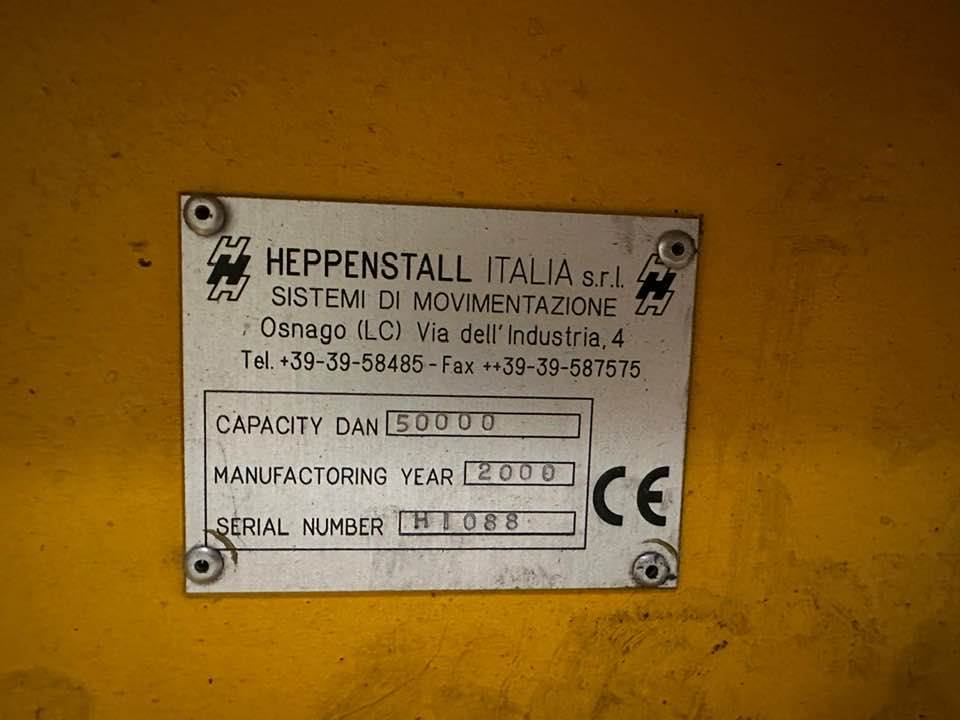 HEPPENSTALL ITALIA s.r.l.
SISTEMI DI MOVIMENTAZIONE
Osnago (LC) Via dell'Industria, 4
Tel. +39-39-58485 - Fax ++39-39-587575
CAPACITY DAN 50000
MANUFACTORING YEAR 2000
SERIAL NUMBER HI088
CE